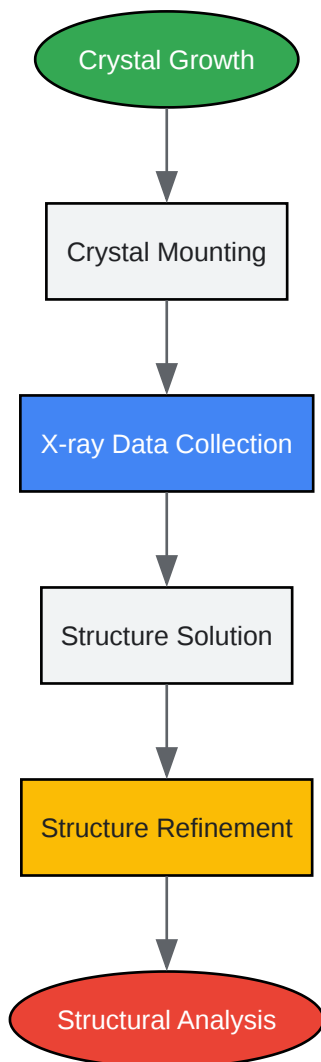 Crystal Growth
Crystal Mounting
X-ray Data Collection
Structure Solution
Structure Refinement
Structural Analysis